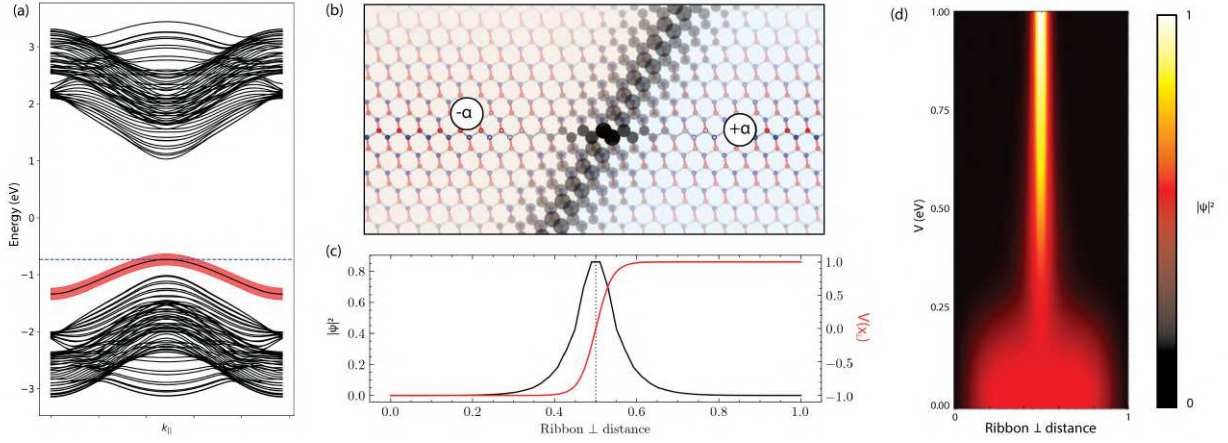 (a)
Energy (eV)
3
2
1
0
−1
−2
−3
k||
(b)
-α
+α
(c)
|ψ|²
0.8
0.6
0.4
0.2
0
V(x⊥)
1.0
0.5
0.0
−0.5
−1.0
0.0 0.2 0.4 0.6 0.8 1.0
Ribbon ⊥ distance
(d)
V (eV)
1.00
0.75
0.50
0.25
0.00
0 1
Ribbon ⊥ distance
1
|ψ|²
0